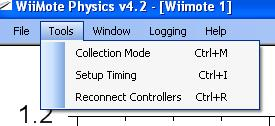 WiiMote Physics v4.2 - [Wiimote 1]
File Tools Window Logging Help
Collection Mode Ctrl+M
Setup Timing Ctrl+I
Reconnect Controllers Ctrl+R
1.2